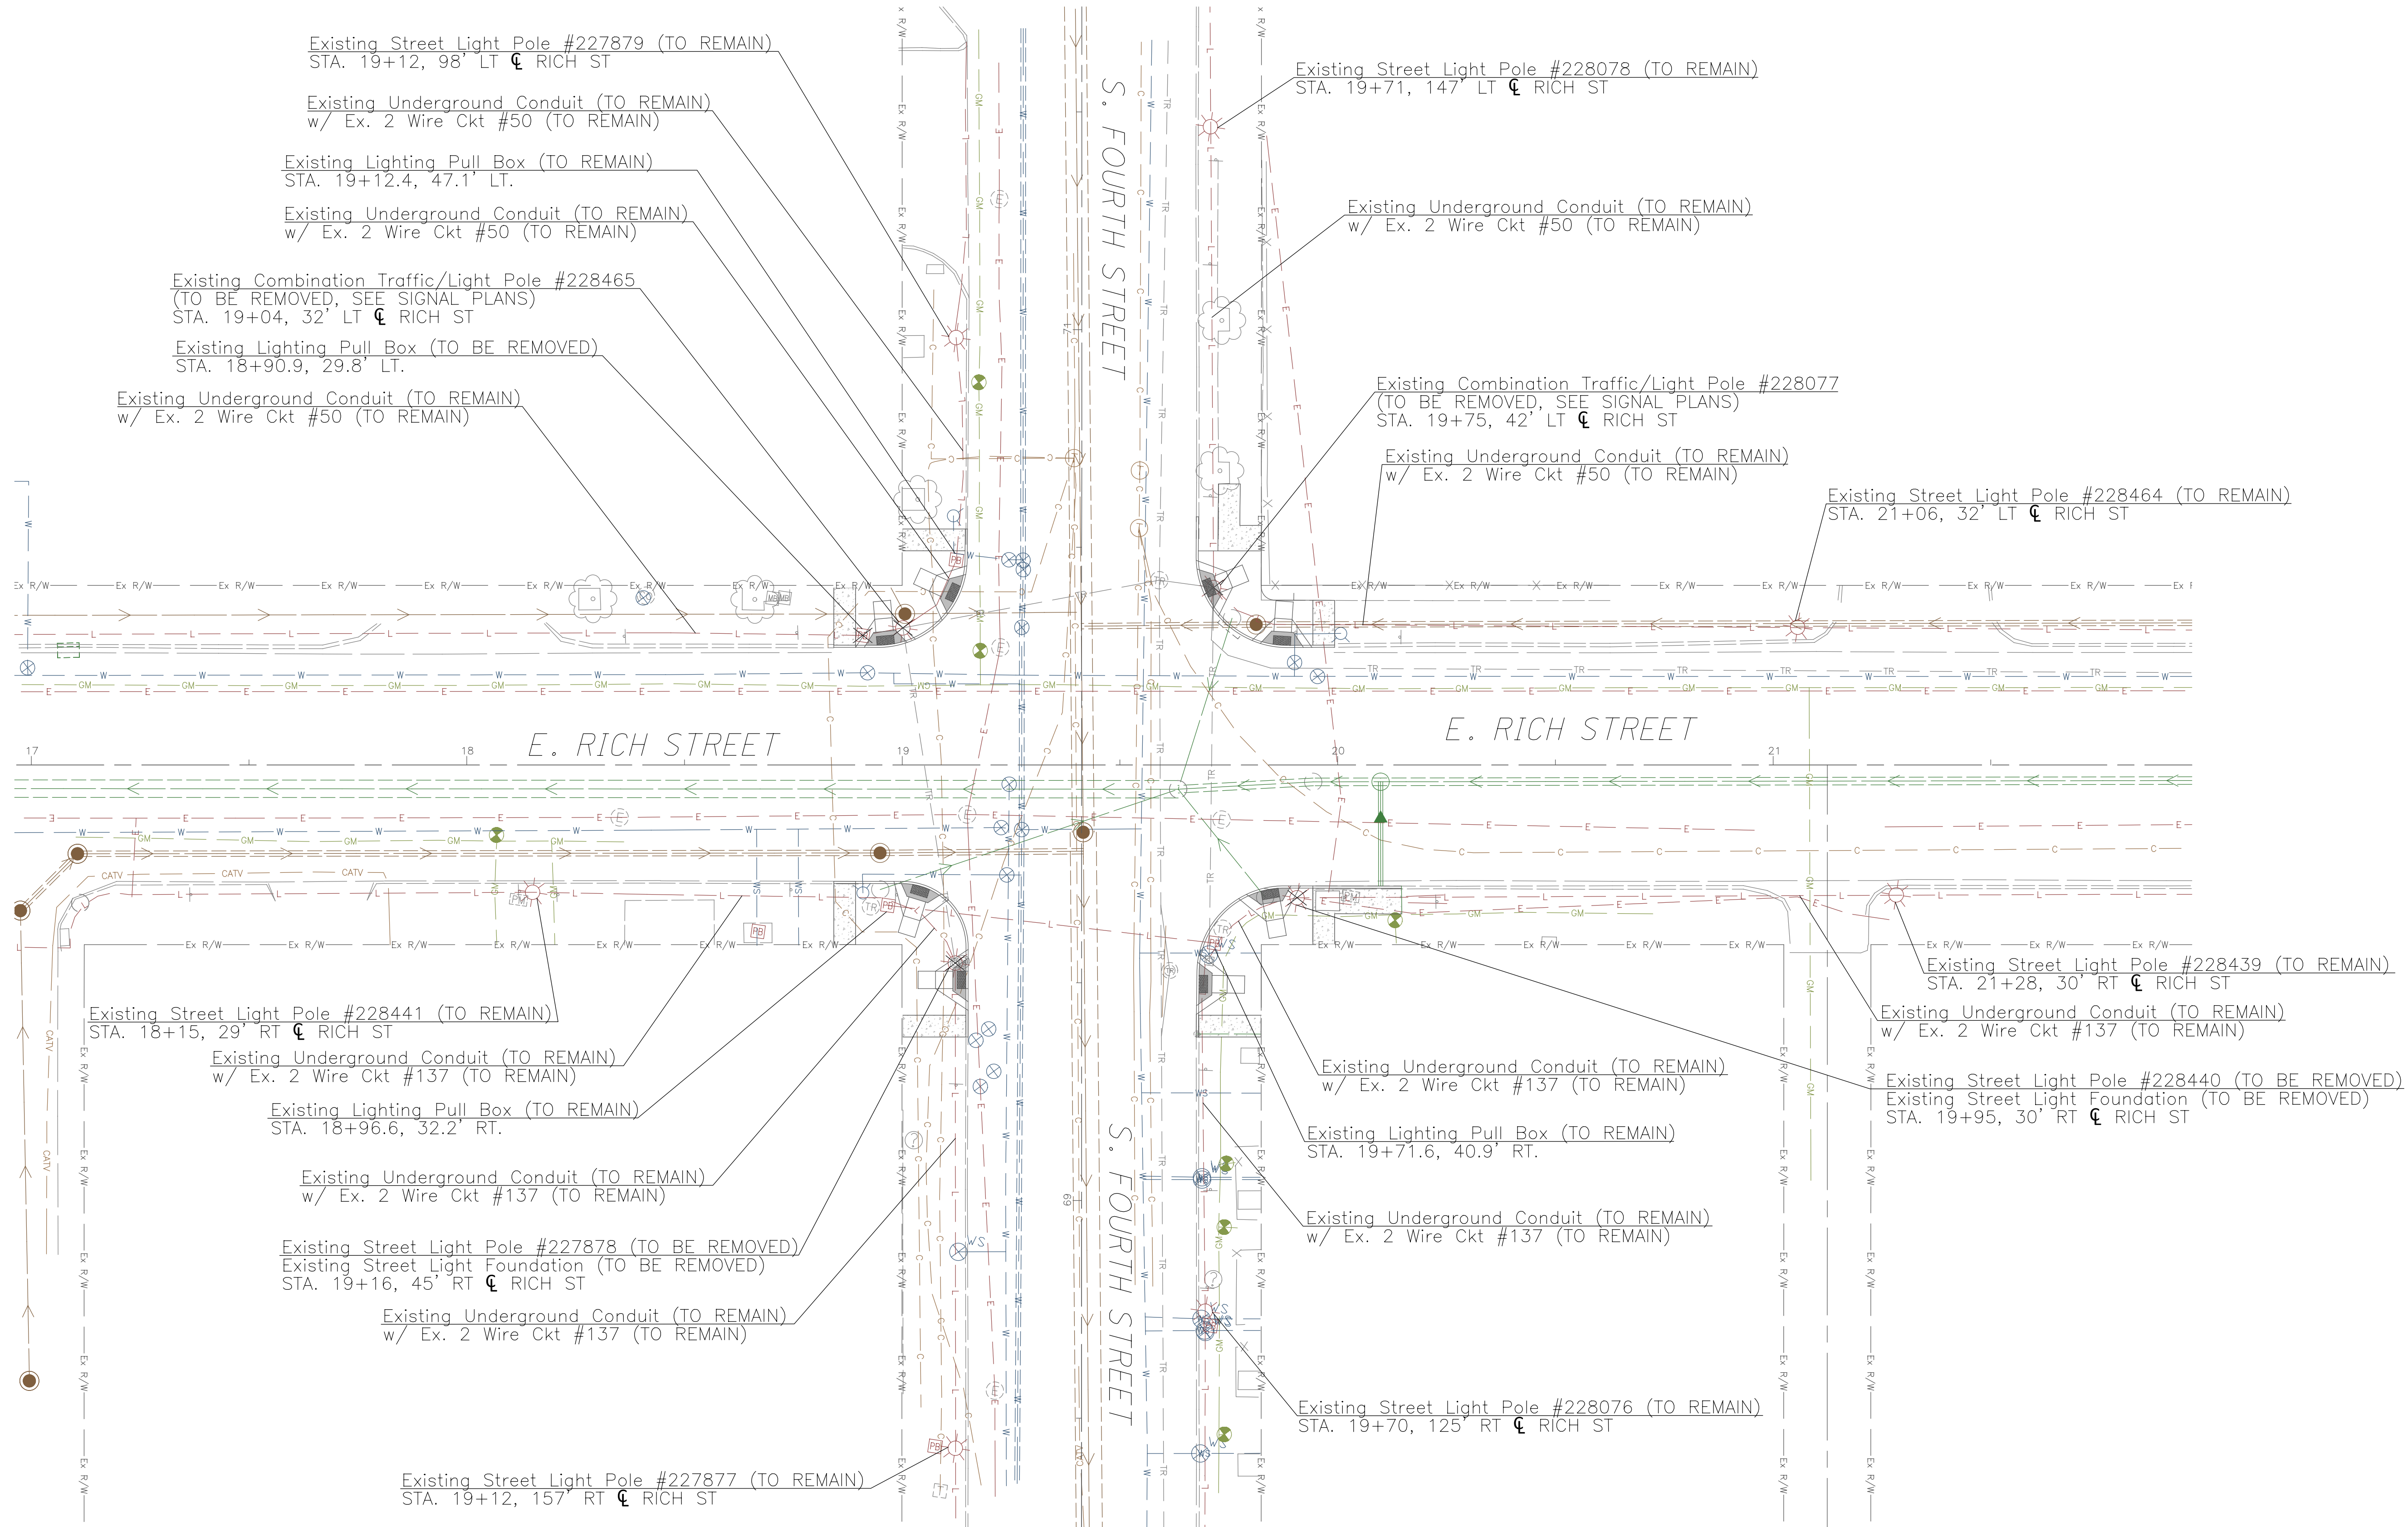 Existing Street Light Pole #227879 (TO REMAIN)
STA. 19+12, 98' LT ℄ RICH ST
Existing Underground Conduit (TO REMAIN)
w/ Ex. 2 Wire Ckt #50 (TO REMAIN)
Existing Lighting Pull Box (TO REMAIN)
STA. 19+12.4, 47.1' LT.
Existing Underground Conduit (TO REMAIN)
w/ Ex. 2 Wire Ckt #50 (TO REMAIN)
Existing Combination Traffic/Light Pole #228465
(TO BE REMOVED, SEE SIGNAL PLANS)
STA. 19+04, 32' LT ℄ RICH ST
Existing Lighting Pull Box (TO BE REMOVED)
STA. 18+90.9, 29.8' LT.
Existing Underground Conduit (TO REMAIN)
w/ Ex. 2 Wire Ckt #50 (TO REMAIN)
S. FOURTH STREET
71
Existing Street Light Pole #228078 (TO REMAIN)
STA. 19+71, 147' LT ℄ RICH ST
Existing Underground Conduit (TO REMAIN)
w/ Ex. 2 Wire Ckt #50 (TO REMAIN)
Existing Combination Traffic/Light Pole #228077
(TO BE REMOVED, SEE SIGNAL PLANS)
STA. 19+75, 42' LT ℄ RICH ST
Existing Underground Conduit (TO REMAIN)
w/ Ex. 2 Wire Ckt #50 (TO REMAIN)
Existing Street Light Pole #228464 (TO REMAIN)
STA. 21+06, 32' LT ℄ RICH ST
E. RICH STREET
E. RICH STREET
17
18
19
20
21
Existing Street Light Pole #228441 (TO REMAIN)
STA. 18+15, 29' RT ℄ RICH ST
Existing Underground Conduit (TO REMAIN)
w/ Ex. 2 Wire Ckt #137 (TO REMAIN)
Existing Lighting Pull Box (TO REMAIN)
STA. 18+96.6, 32.2' RT.
Existing Underground Conduit (TO REMAIN)
w/ Ex. 2 Wire Ckt #137 (TO REMAIN)
Existing Street Light Pole #227878 (TO BE REMOVED)
Existing Street Light Foundation (TO BE REMOVED)
STA. 19+16, 45' RT ℄ RICH ST
Existing Underground Conduit (TO REMAIN)
w/ Ex. 2 Wire Ckt #137 (TO REMAIN)
Existing Street Light Pole #227877 (TO REMAIN)
STA. 19+12, 157' RT ℄ RICH ST
S. FOURTH STREET
69
Existing Street Light Pole #228439 (TO REMAIN)
STA. 21+28, 30' RT ℄ RICH ST
Existing Underground Conduit (TO REMAIN)
w/ Ex. 2 Wire Ckt #137 (TO REMAIN)
Existing Street Light Pole #228440 (TO BE REMOVED)
Existing Street Light Foundation (TO BE REMOVED)
STA. 19+95, 30' RT ℄ RICH ST
Existing Underground Conduit (TO REMAIN)
w/ Ex. 2 Wire Ckt #137 (TO REMAIN)
Existing Lighting Pull Box (TO REMAIN)
STA. 19+71.6, 40.9' RT.
Existing Underground Conduit (TO REMAIN)
w/ Ex. 2 Wire Ckt #137 (TO REMAIN)
Existing Street Light Pole #228076 (TO REMAIN)
STA. 19+70, 125' RT ℄ RICH ST